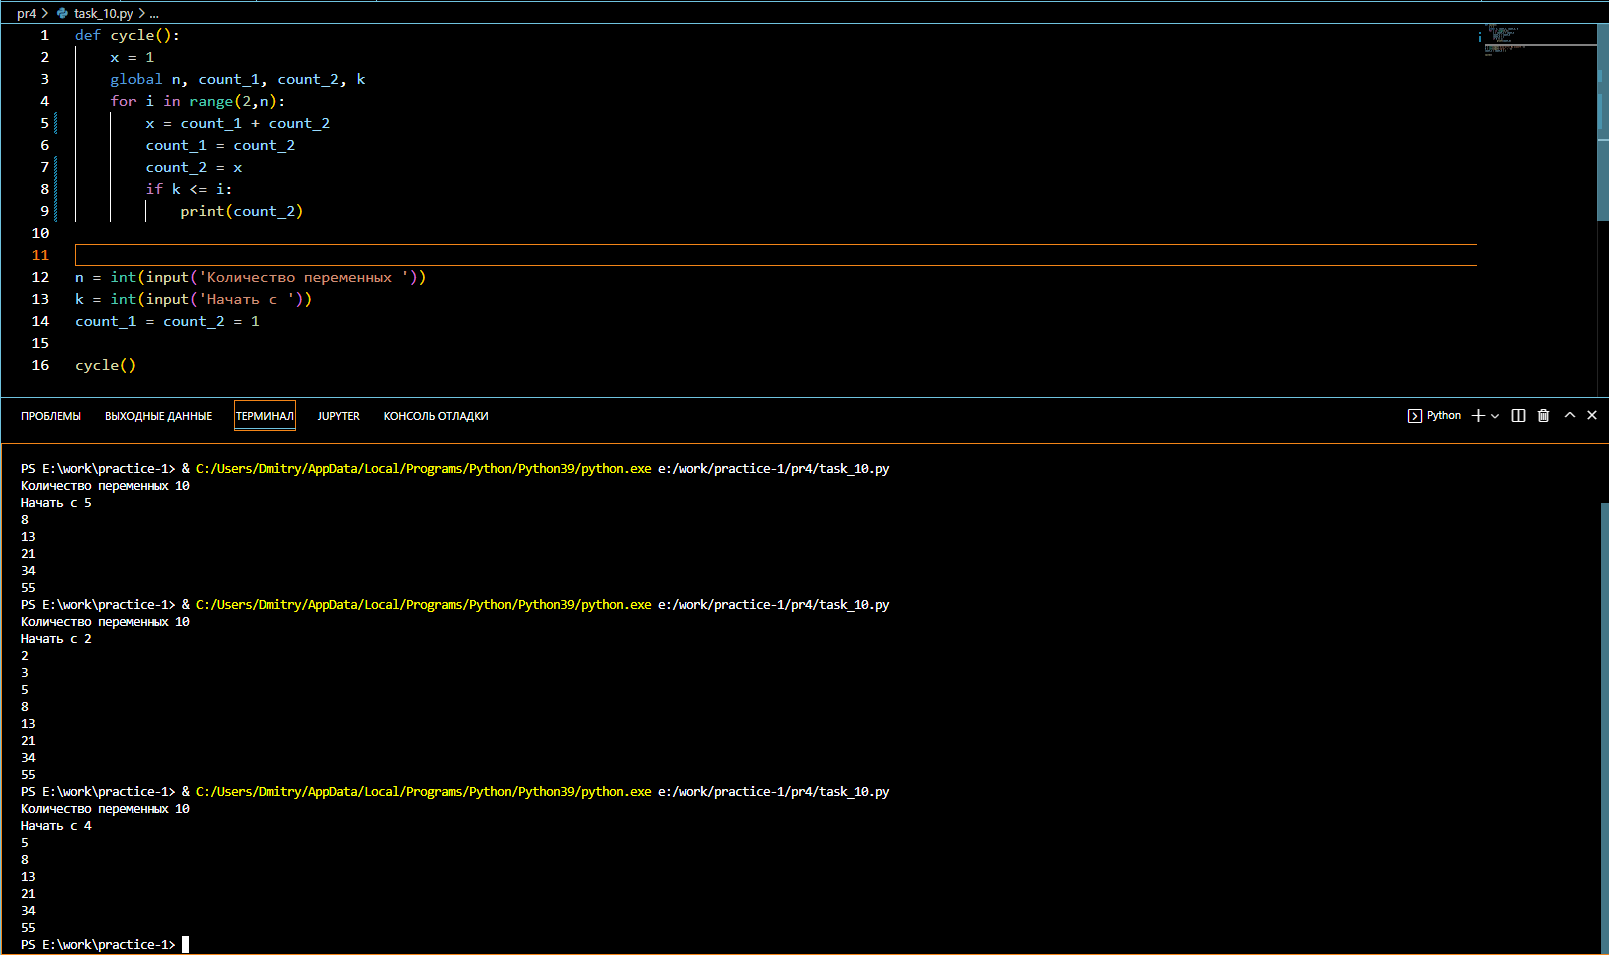 pr4 > task_10.py > ...
1 def cycle():
2     x = 1
3     global n, count_1, count_2, k
4     for i in range(2,n):
5         x = count_1 + count_2
6         count_1 = count_2
7         count_2 = x
8         if k <= i:
9             print(count_2)
10
11
12 n = int(input('Количество переменных '))
13 k = int(input('Начать с '))
14 count_1 = count_2 = 1
15
16 cycle()
ПРОБЛЕМЫ ВЫХОДНЫЕ ДАННЫЕ ТЕРМИНАЛ JUPYTER КОНСОЛЬ ОТЛАДКИ Python
PS E:\work\practice-1> & C:/Users/Dmitry/AppData/Local/Programs/Python/Python39/python.exe e:/work/practice-1/pr4/task_10.py
Количество переменных 10
Начать с 5
8
13
21
34
55
PS E:\work\practice-1> & C:/Users/Dmitry/AppData/Local/Programs/Python/Python39/python.exe e:/work/practice-1/pr4/task_10.py
Количество переменных 10
Начать с 2
2
3
5
8
13
21
34
55
PS E:\work\practice-1> & C:/Users/Dmitry/AppData/Local/Programs/Python/Python39/python.exe e:/work/practice-1/pr4/task_10.py
Количество переменных 10
Начать с 4
5
8
13
21
34
55
PS E:\work\practice-1>